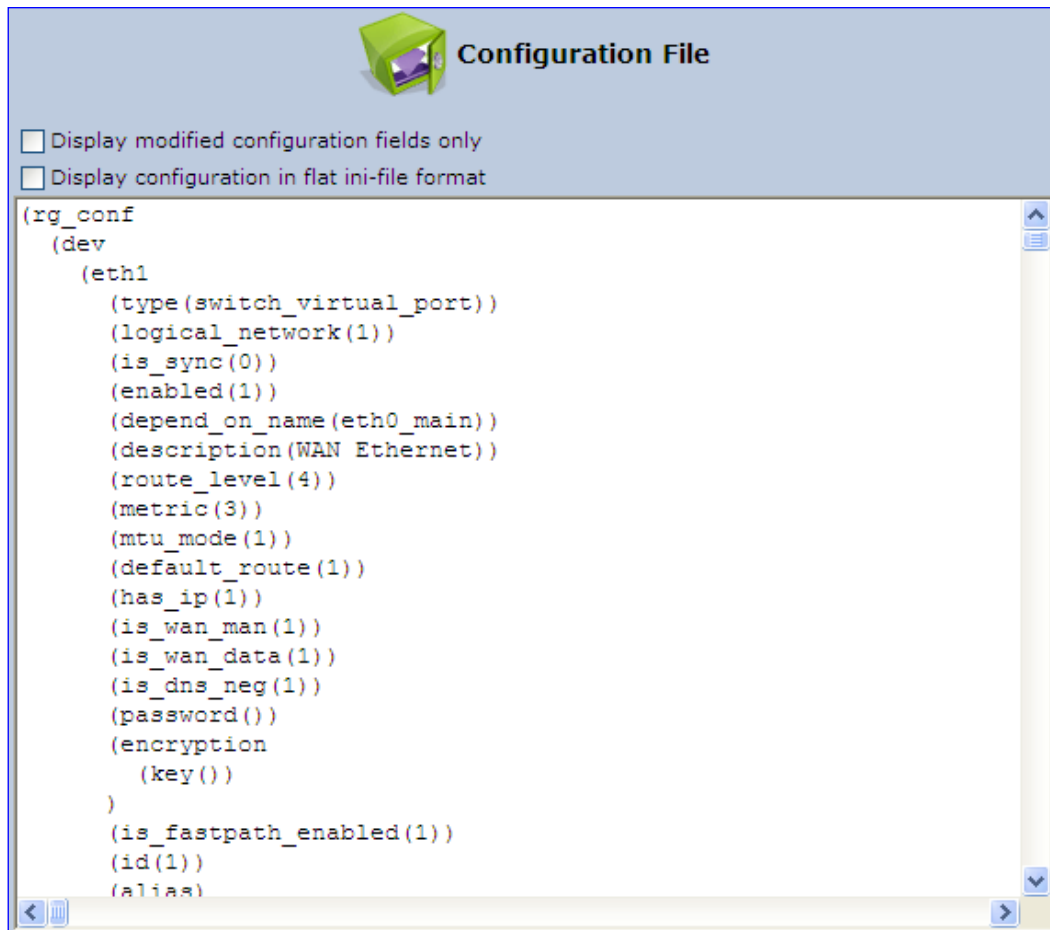 Configuration File
Display modified configuration fields only
Display configuration in flat ini-file format
(rg_conf
(dev
(eth1
(type(switch_virtual_port))
(logical_network(1))
(is_sync(0))
(enabled(1))
(depend_on_name(eth0_main))
(description(WAN Ethernet))
(route_level(4))
(metric(3))
(mtu_mode(1))
(default_route(1))
(has_ip(1))
(is_wan_man(1))
(is_wan_data(1))
(is_dns_neg(1))
(password())
(encryption
(key())
)
(is_fastpath_enabled(1))
(id(1))
(alias)